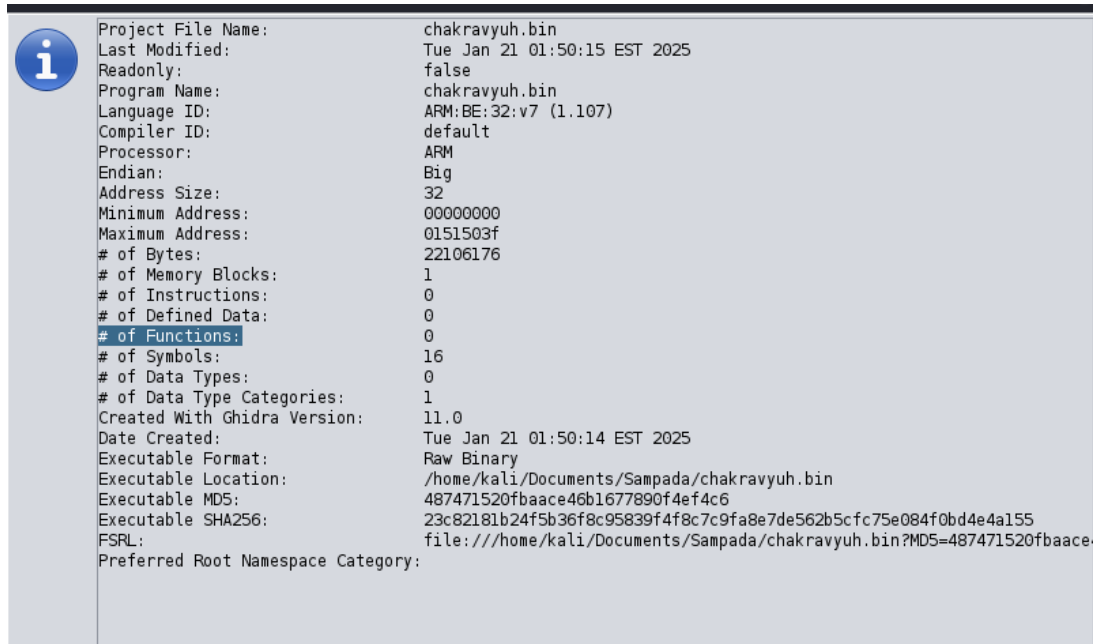 Project File Name: chakravyuh.bin
Last Modified: Tue Jan 21 01:50:15 EST 2025
Readonly: false
Program Name: chakravyuh.bin
Language ID: ARM:BE:32:v7 (1.107)
Compiler ID: default
Processor: ARM
Endian: Big
Address Size: 32
Minimum Address: 00000000
Maximum Address: 0151503f
# of Bytes: 22106176
# of Memory Blocks: 1
# of Instructions: 0
# of Defined Data: 0
# of Functions: 0
# of Symbols: 16
# of Data Types: 0
# of Data Type Categories: 1
Created With Ghidra Version: 11.0
Date Created: Tue Jan 21 01:50:14 EST 2025
Executable Format: Raw Binary
Executable Location: /home/kali/Documents/Sampada/chakravyuh.bin
Executable MD5: 487471520fbaace46b1677890f4ef4c6
Executable SHA256: 23c82181b24f5b36f8c95839f4f8c7c9fa8e7de562b5cfc75e084f0bd4e4a155
FSRL: file:///home/kali/Documents/Sampada/chakravyuh.bin?MD5=487471520fbaace4
Preferred Root Namespace Category: